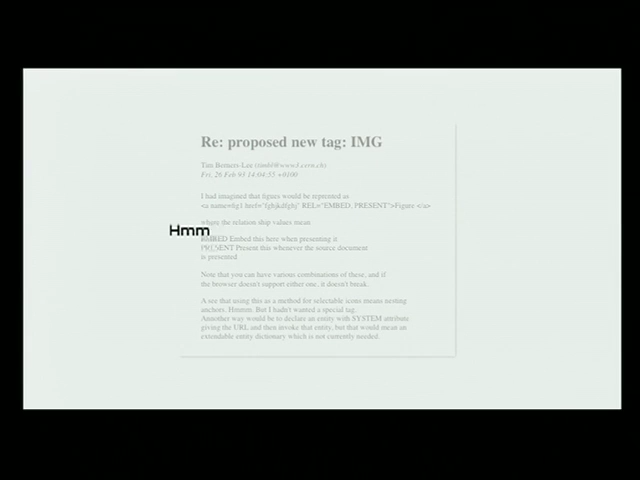 Re: proposed new tag: IMG
Tim Berners-Lee (timbl@www3.cern.ch)
Fri, 26 Feb 93 14:04:55 +0100
I had imagined that figures would be reprented as
<a name=fig1 href="fghjkdfghj" REL="EMBED, PRESENT">Figure </a>
where the relation ship values mean
Hmm
EMBED Embed this here when presenting it
PRESENT Present this whenever the source document
is presented
Note that you can have various combinations of these, and if
the browser doesn't support either one, it doesn't break.
A see that using this as a method for selectable icons means nesting
anchors. Hmmm. But I hadn't wanted a special tag.
Annother way would be to declare an entity with SYSTEM attribute
giving the URL and then invoke that entity, but that would mean an
extendable entity dictionary which is not currently needed.